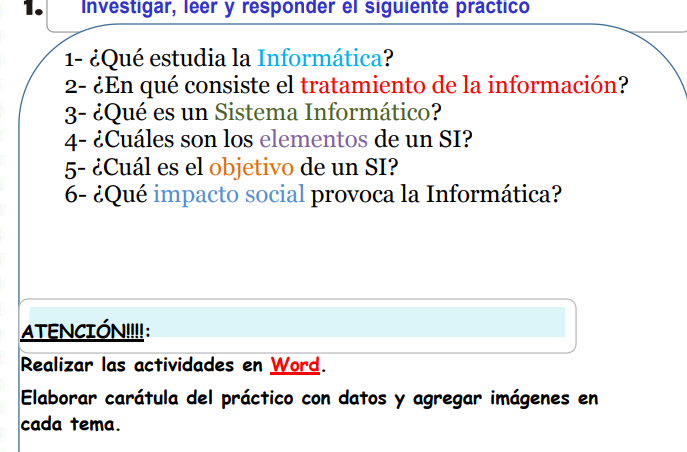 1. Investigar, leer y responder el siguiente práctico
1- ¿Qué estudia la Informática?
2- ¿En qué consiste el tratamiento de la información?
3- ¿Qué es un Sistema Informático?
4- ¿Cuáles son los elementos de un SI?
5- ¿Cuál es el objetivo de un SI?
6- ¿Qué impacto social provoca la Informática?
ATENCIÓN!!!!:
Realizar las actividades en Word.
Elaborar carátula del práctico con datos y agregar imágenes en
cada tema.